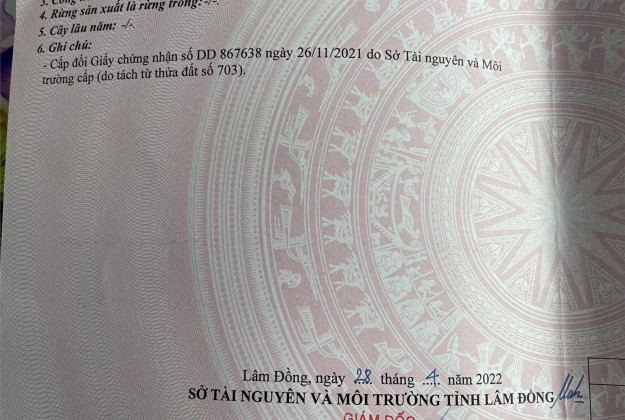 4. Rừng sản xuất là rừng trồng: -/-.
5. Cây lâu năm: -/-.
6. Ghi chú:
- Cấp đổi Giấy chứng nhận số DD 867638 ngày 26/11/2021 do Sở Tài nguyên và Môi
trường cấp (do tách từ thửa đất số 703).
Lâm Đồng, ngày 28 tháng 4 năm 2022
SỞ TÀI NGUYÊN VÀ MÔI TRƯỜNG TỈNH LÂM ĐỒNG
GIÁM ĐỐC